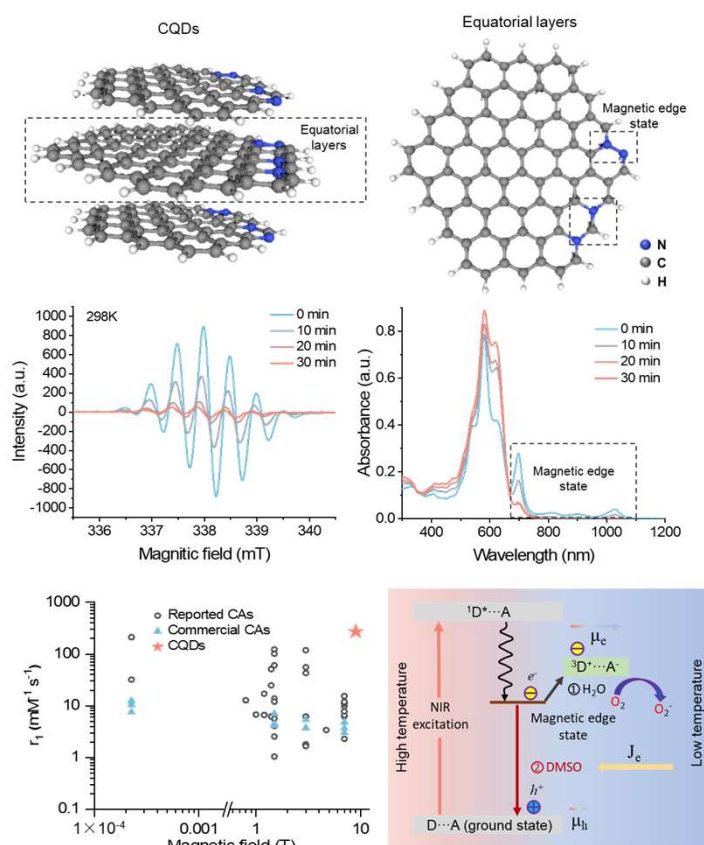 CQDs
Equatorial
layers
Equatorial layers
Magnetic edge
state
N
C
H
298K
0 min
10 min
20 min
30 min
1000
800
600
400
200
0
-200
-400
-600
-800
-1000
Intensity (a.u.)
336
337
338
339
340
Magnitic field (mT)
0 min
10 min
20 min
30 min
0.8
0.6
0.4
0.2
0.0
Absorbance (a.u.)
Magnetic edge
state
400
600
800
1000
1200
Wavelength (nm)
1000
100
10
1
0.1
r₁ (mM⁻¹ s⁻¹)
Reported CAs
Commercial CAs
CQDs
1×10⁻⁴
0.001
1
10
Magnetic field (T)
High temperature
Low temperature
¹D*···A
μₑ
³D⁺···A⁻
e⁻
① H₂O
O₂
O₂⁻
NIR
excitation
Magnetic edge
state
② DMSO
Jₑ
h⁺
μₕ
D···A (ground state)